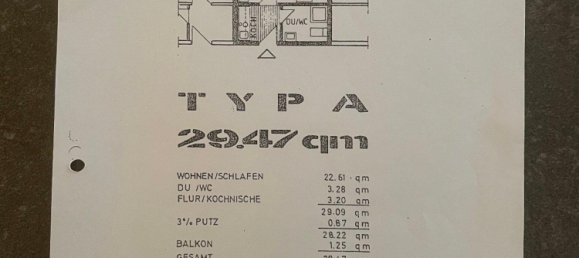 KOCH DU/WC
TYP A
29.47 qm
WOHNEN/SCHLAFEN 22.61 qm
DU /WC 3.28 qm
FLUR/KOCHNISCHE 3.20 qm
29.09 qm
3% PUTZ 0.87 qm
28.22 qm
BALKON 1.25 qm
GESAMT